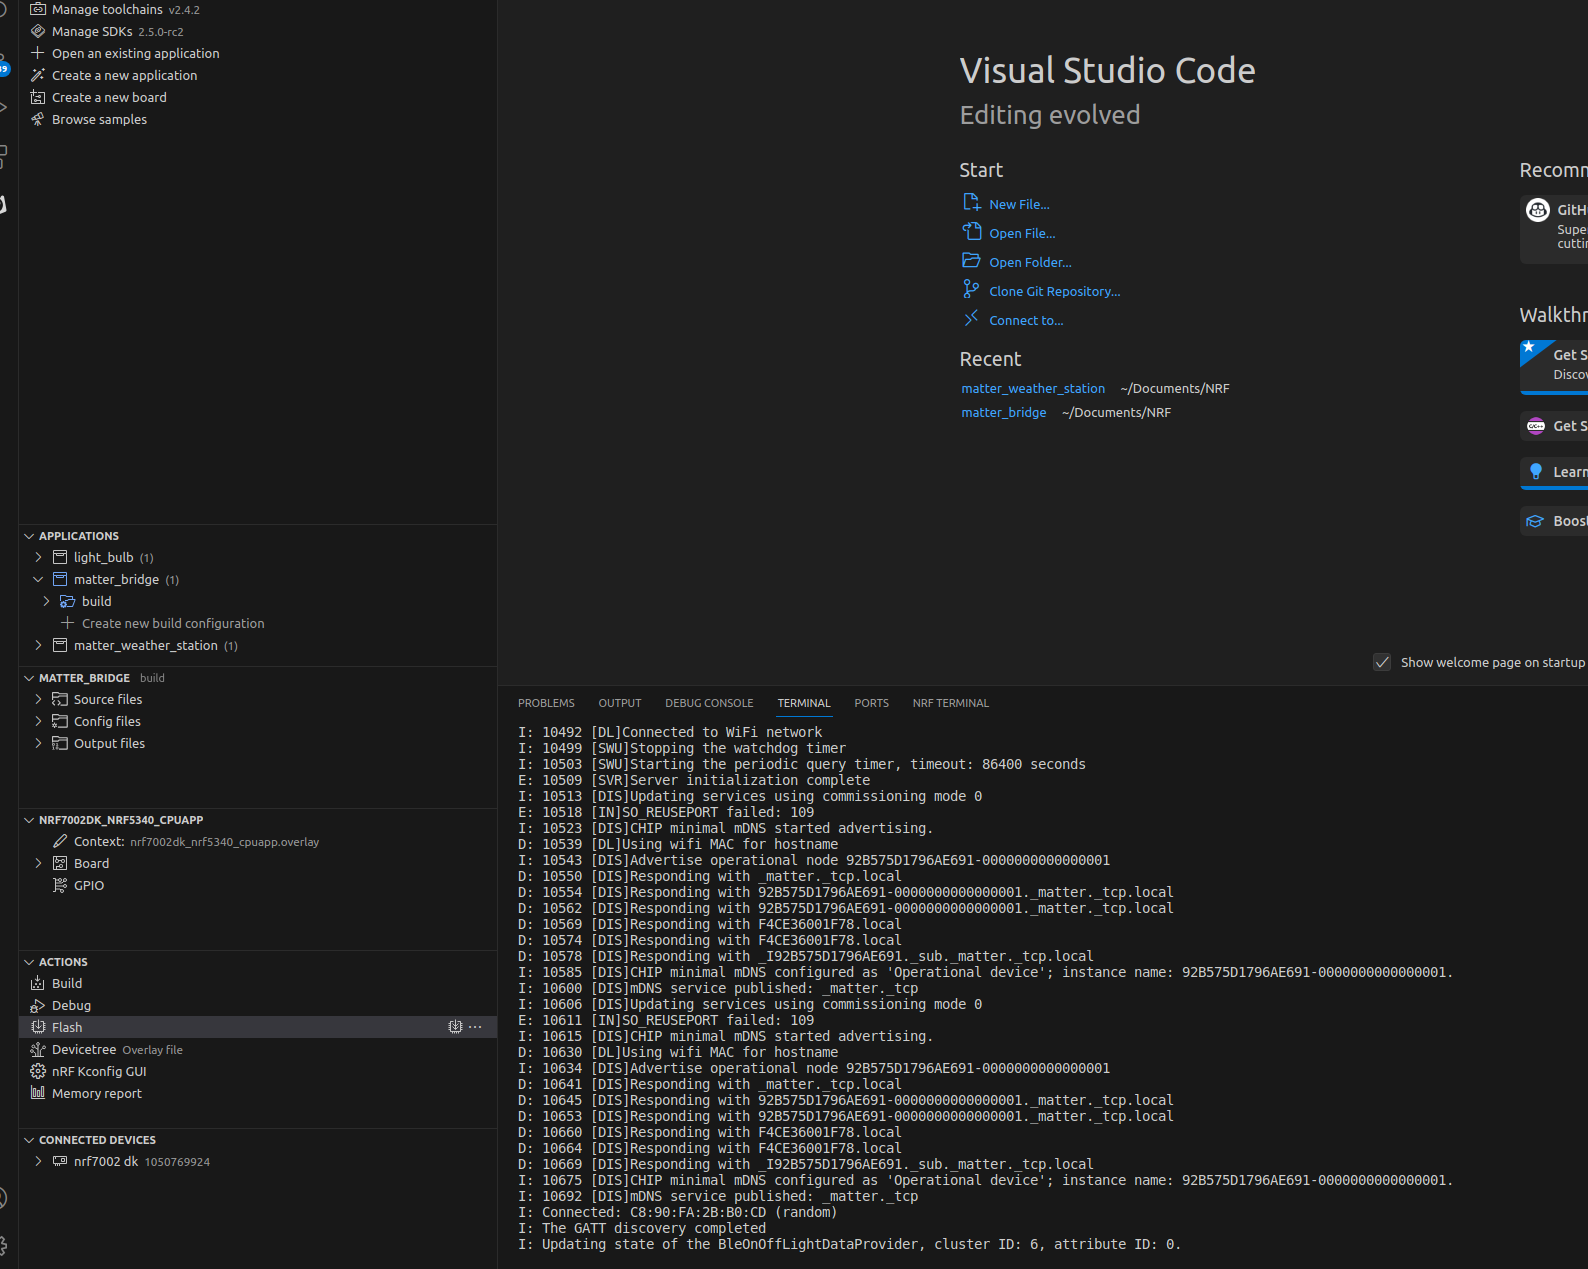 Manage toolchains v2.4.2
Manage SDKs 2.5.0-rc2
Open an existing application
Create a new application
Create a new board
Browse samples
APPLICATIONS
light_bulb (1)
matter_bridge (1)
build
Create new build configuration
matter_weather_station (1)
MATTER_BRIDGE build
Source files
Config files
Output files
NRF7002DK_NRF5340_CPUAPP
Context: nrf7002dk_nrf5340_cpuapp.overlay
Board
GPIO
ACTIONS
Build
Debug
Flash
Devicetree Overlay file
nRF Kconfig GUI
Memory report
CONNECTED DEVICES
nrf7002 dk 1050769924
Visual Studio Code
Editing evolved
Start
New File...
Open File...
Open Folder...
Clone Git Repository...
Connect to...
Recent
matter_weather_station ~/Documents/NRF
matter_bridge ~/Documents/NRF
Recomm
GitH
Supe
cutti
Walkthr
Get S
Disco
C/C++
Get S
Learn
Boost
Show welcome page on startup
PROBLEMS OUTPUT DEBUG CONSOLE TERMINAL PORTS NRF TERMINAL
I: 10492 [DL]Connected to WiFi network
I: 10499 [SWU]Stopping the watchdog timer
I: 10503 [SWU]Starting the periodic query timer, timeout: 86400 seconds
E: 10509 [SVR]Server initialization complete
I: 10513 [DIS]Updating services using commissioning mode 0
E: 10518 [IN]SO_REUSEPORT failed: 109
I: 10523 [DIS]CHIP minimal mDNS started advertising.
D: 10539 [DL]Using wifi MAC for hostname
I: 10543 [DIS]Advertise operational node 92B575D1796AE691-0000000000000001
D: 10550 [DIS]Responding with _matter._tcp.local
D: 10554 [DIS]Responding with 92B575D1796AE691-0000000000000001._matter._tcp.local
D: 10562 [DIS]Responding with 92B575D1796AE691-0000000000000001._matter._tcp.local
D: 10569 [DIS]Responding with F4CE36001F78.local
D: 10574 [DIS]Responding with F4CE36001F78.local
D: 10578 [DIS]Responding with _I92B575D1796AE691._sub._matter._tcp.local
I: 10585 [DIS]CHIP minimal mDNS configured as 'Operational device'; instance name: 92B575D1796AE691-0000000000000001.
I: 10600 [DIS]mDNS service published: _matter._tcp
I: 10606 [DIS]Updating services using commissioning mode 0
E: 10611 [IN]SO_REUSEPORT failed: 109
I: 10615 [DIS]CHIP minimal mDNS started advertising.
D: 10630 [DL]Using wifi MAC for hostname
I: 10634 [DIS]Advertise operational node 92B575D1796AE691-0000000000000001
D: 10641 [DIS]Responding with _matter._tcp.local
D: 10645 [DIS]Responding with 92B575D1796AE691-0000000000000001._matter._tcp.local
D: 10653 [DIS]Responding with 92B575D1796AE691-0000000000000001._matter._tcp.local
D: 10660 [DIS]Responding with F4CE36001F78.local
D: 10664 [DIS]Responding with F4CE36001F78.local
D: 10669 [DIS]Responding with _I92B575D1796AE691._sub._matter._tcp.local
I: 10675 [DIS]CHIP minimal mDNS configured as 'Operational device'; instance name: 92B575D1796AE691-0000000000000001.
I: 10692 [DIS]mDNS service published: _matter._tcp
I: Connected: C8:90:FA:2B:B0:CD (random)
I: The GATT discovery completed
I: Updating state of the BleOnOffLightDataProvider, cluster ID: 6, attribute ID: 0.